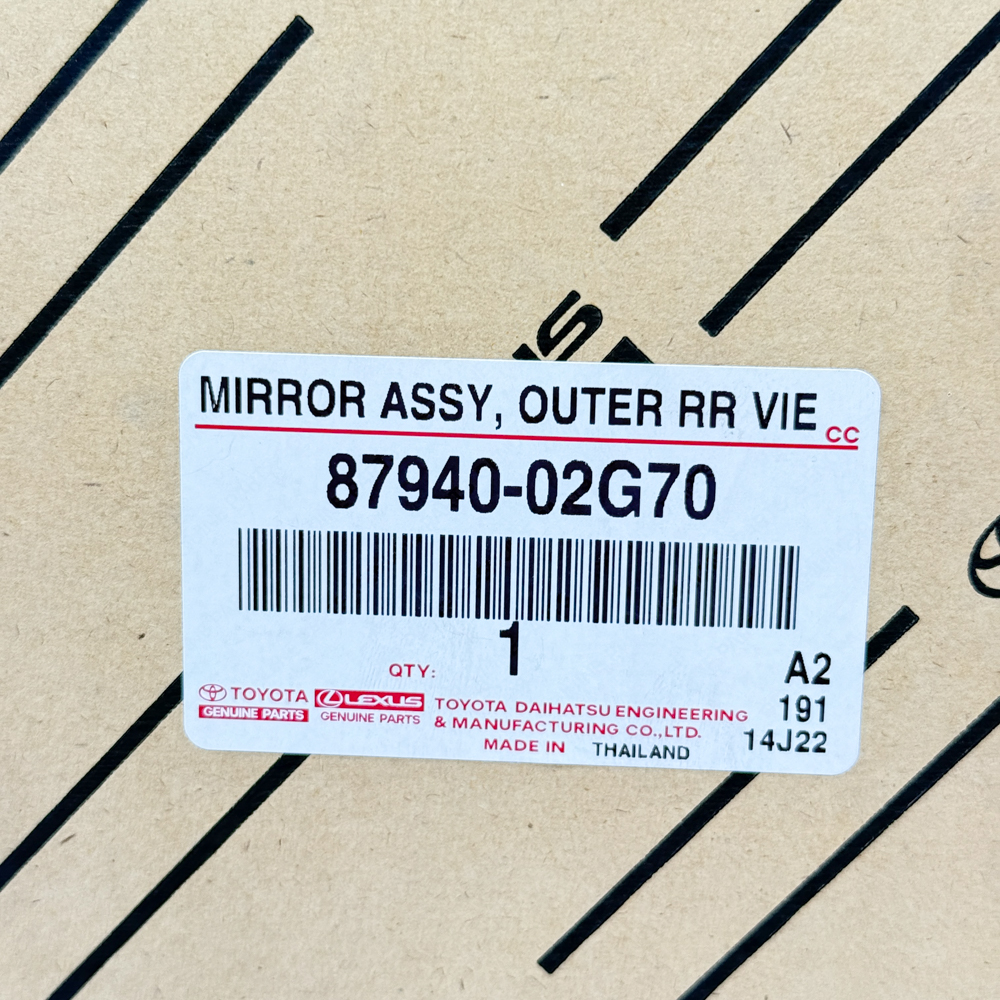 US
MIRROR ASSY, OUTER RR VIE
CC
87940-02G70
QTY: 1
A2
191
14J22
TOYOTA
GENUINE PARTS
LEXUS
GENUINE PARTS
TOYOTA DAIHATSU ENGINEERING
& MANUFACTURING CO.,LTD.
MADE IN THAILAND